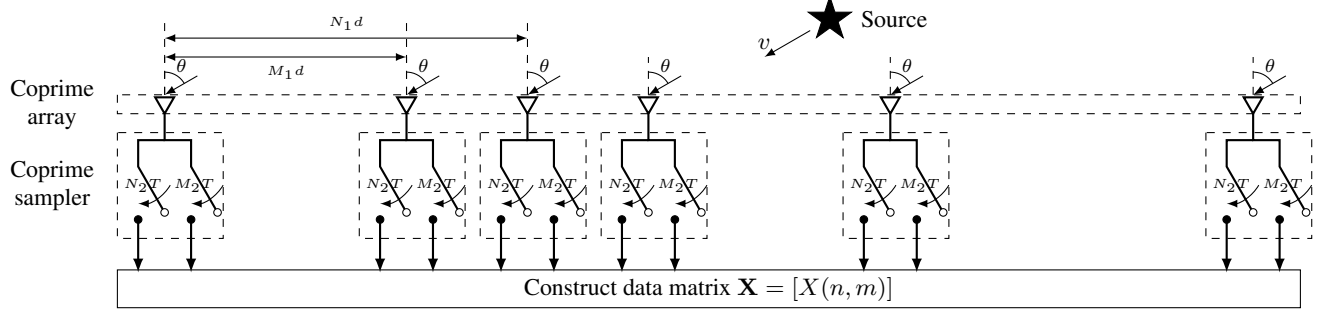 Source
N₁d
v
M₁d
θ θ θ θ θ θ
Coprime
array
Coprime
sampler
N₂T M₂T N₂T M₂T N₂T M₂T N₂T M₂T N₂T M₂T N₂T M₂T
Construct data matrix X = [X(n, m)]